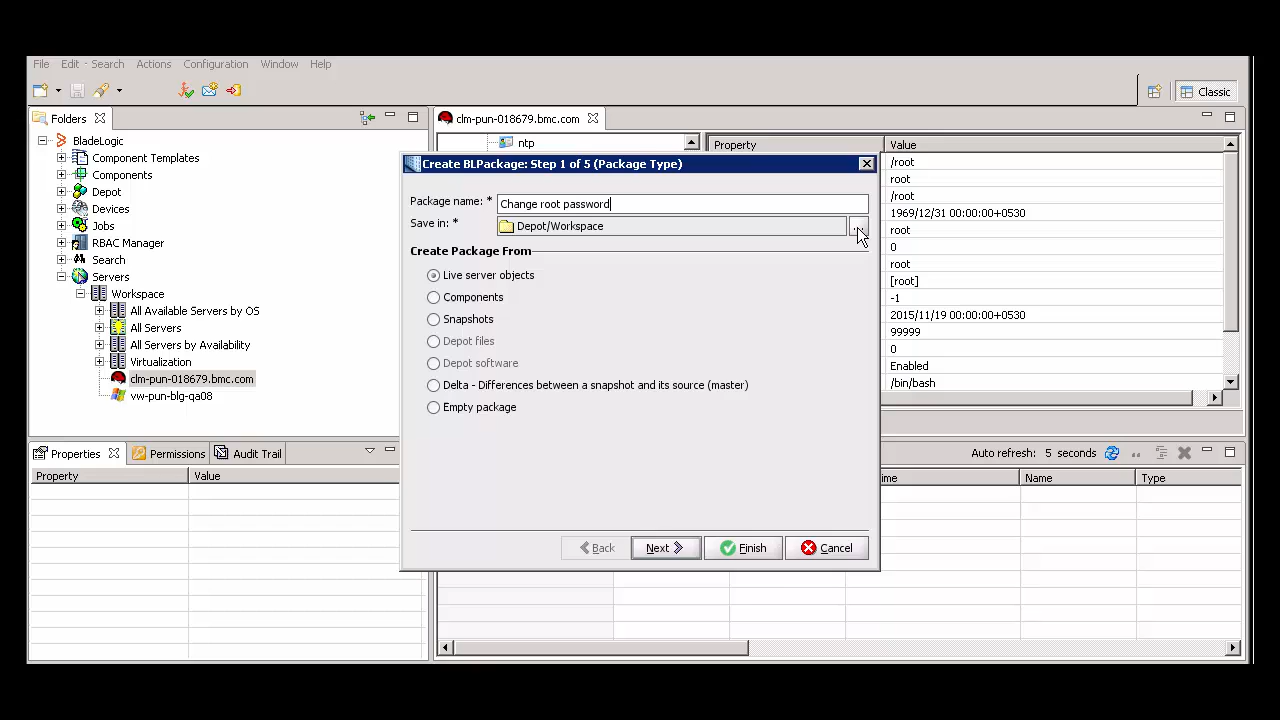 File Edit Search Actions Configuration Window Help
Classic
Folders
clm-pun-018679.bmc.com
BladeLogic
Component Templates
Components
Depot
Devices
Jobs
RBAC Manager
Search
Servers
Workspace
All Available Servers by OS
All Servers
All Servers by Availability
Virtualization
clm-pun-018679.bmc.com
vw-pun-blg-qa08
ntp
Property Value
/root
root
/root
1969/12/31 00:00:00+0530
root
0
root
[root]
-1
2015/11/19 00:00:00+0530
99999
0
Enabled
/bin/bash
Create BLPackage: Step 1 of 5 (Package Type)
Package name: * Change root password
Save in: * Depot/Workspace
Create Package From
Live server objects
Components
Snapshots
Depot files
Depot software
Delta - Differences between a snapshot and its source (master)
Empty package
Back Next Finish Cancel
Properties Permissions Audit Trail
Property Value
Auto refresh: 5 seconds
ime Name Type